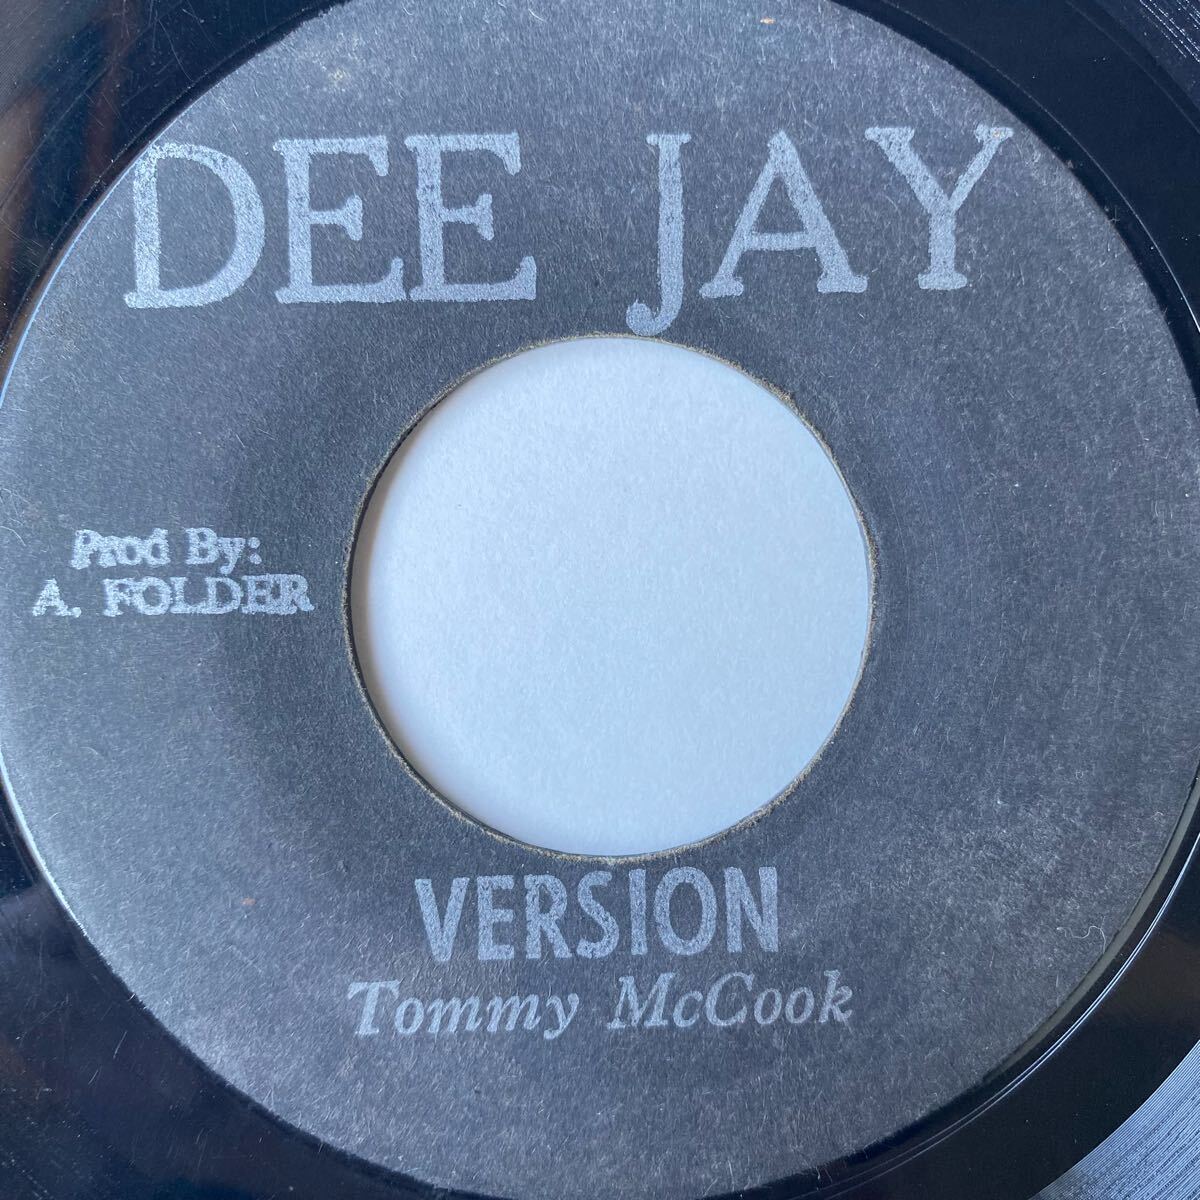 DEE JAY
Prod By:
A. FOLDER
VERSION
Tommy McCook